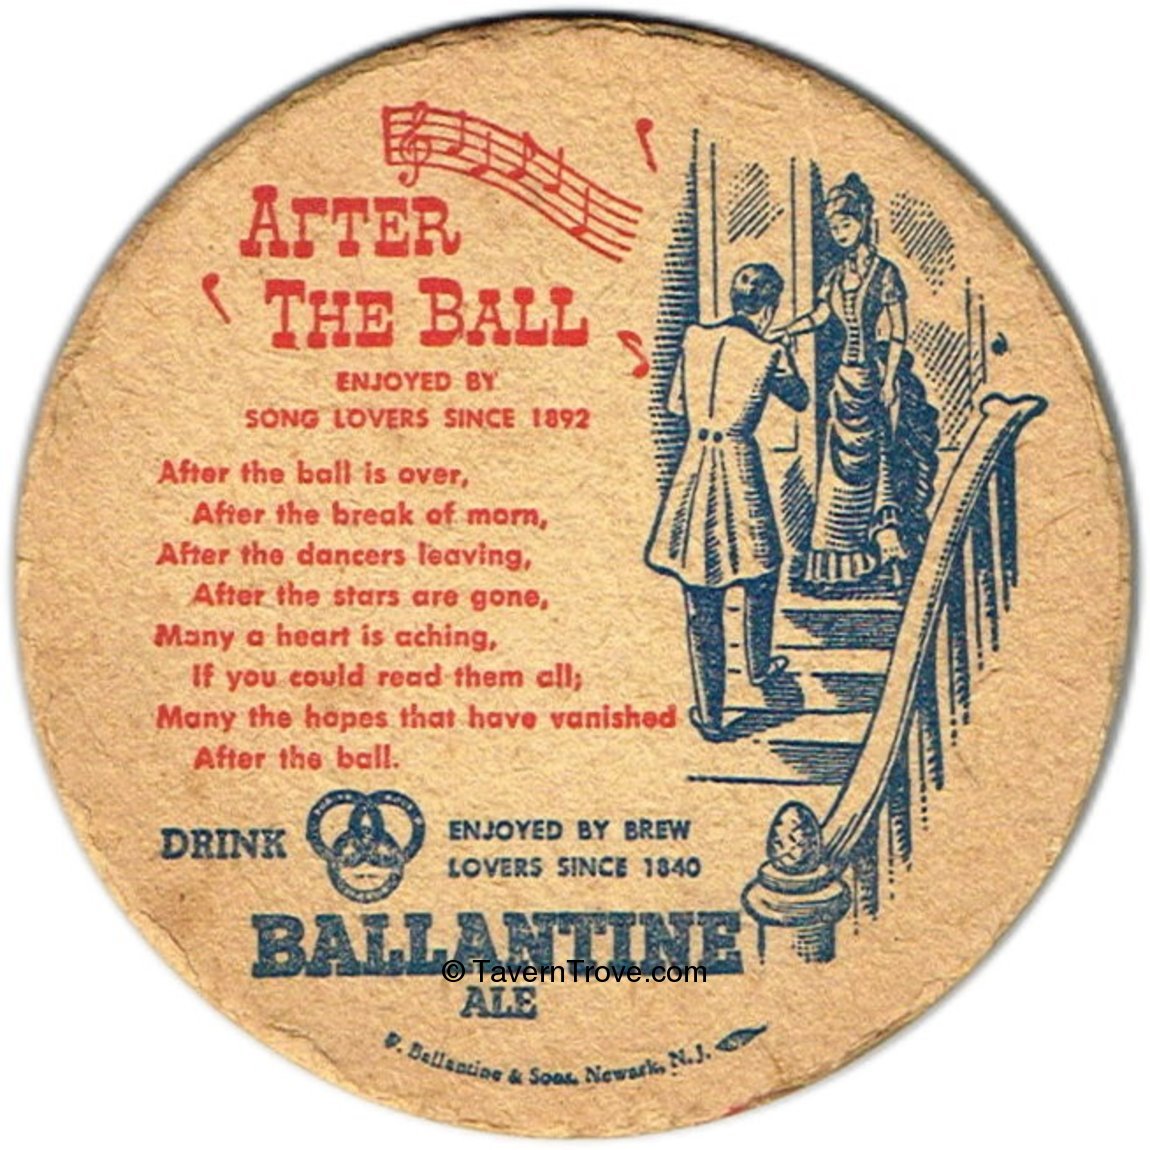 AFTER
THE BALL
ENJOYED BY
SONG LOVERS SINCE 1892
After the ball is over,
After the break of morn,
After the dancers leaving,
After the stars are gone,
Many a heart is aching,
If you could read them all;
Many the hopes that have vanished
After the ball.
DRINK
ENJOYED BY BREW
LOVERS SINCE 1840
BALLANTINE
© TavernTrove.com
ALE
P. Ballantine & Sons, Newark, N.J.